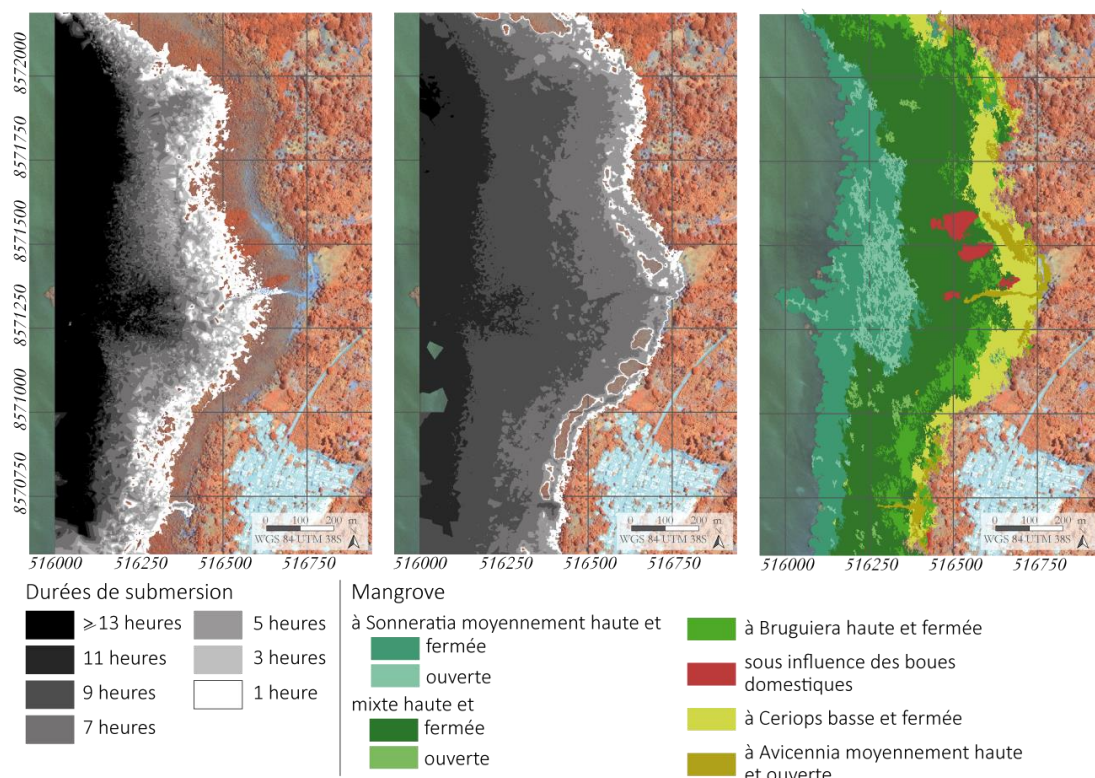 8572000
8571750
8571500
8571250
8571000
8570750
0 100 200 m
WGS 84 UTM 38S
N
0 100 200 m
WGS 84 UTM 38S
N
0 100 200 m
WGS 84 UTM 38S
N
516000 516250 516500 516750
516000 516250 516500 516750
516000 516250 516500 516750
Durées de submersion
⩾13 heures
11 heures
9 heures
7 heures
5 heures
3 heures
1 heure
Mangrove
à Sonneratia moyennement haute et
fermée
ouverte
mixte haute et
fermée
ouverte
à Bruguiera haute et fermée
sous influence des boues
domestiques
à Ceriops basse et fermée
à Avicennia moyennement haute
et ouverte